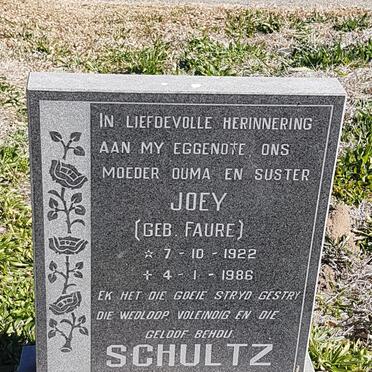 IN LIEFDEVOLLE HERINNERING
AAN MY EGGENOTE ONS
MOEDER OUMA EN SUSTER
JOEY
(GEB. FAURE)
☆ 7-10-1922
✝ 4-1-1986
EK HET DIE GOEIE STRYD GESTRY
DIE WEDLOOP VOLEINDIG EN DIE
GELOOF BEHOU.
SCHULTZ